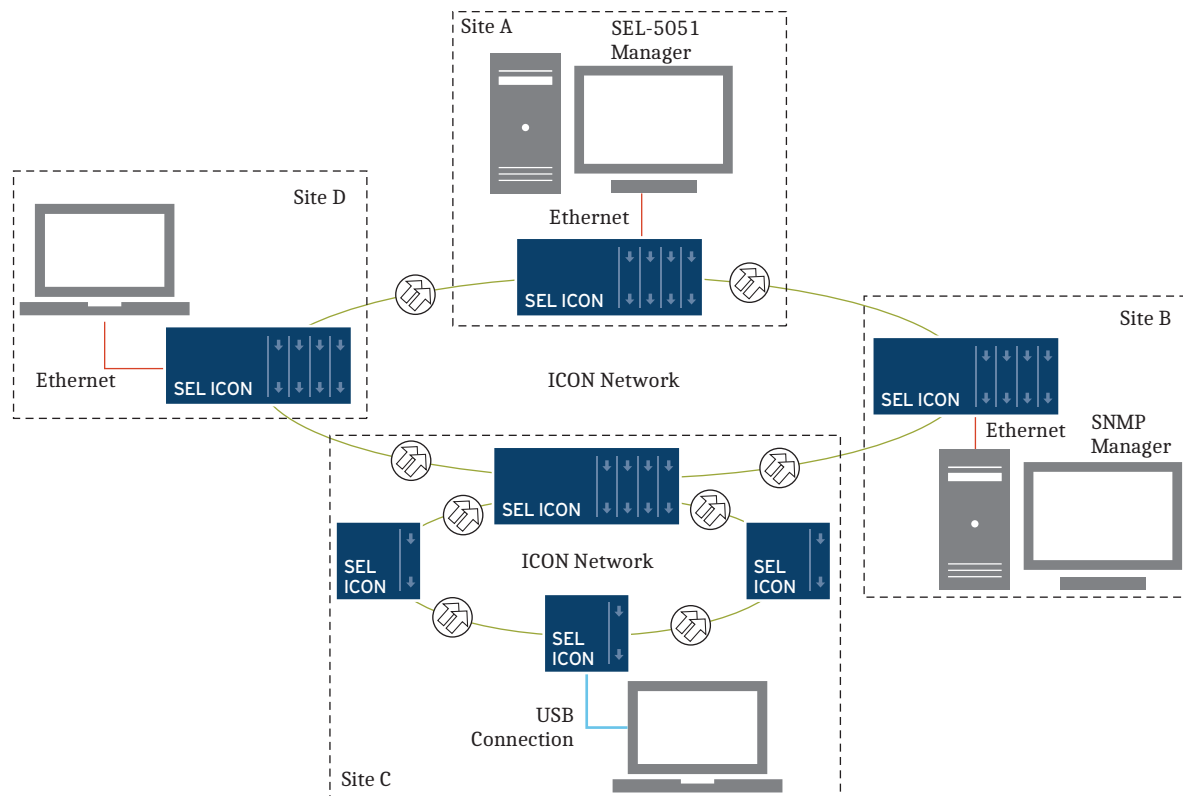 Site A
SEL-5051
Manager
Ethernet
SEL ICON
Site D
Ethernet
SEL ICON
ICON Network
Site B
SEL ICON
Ethernet
SNMP
Manager
SEL ICON
ICON Network
SEL
ICON
SEL
ICON
SEL
ICON
USB
Connection
Site C